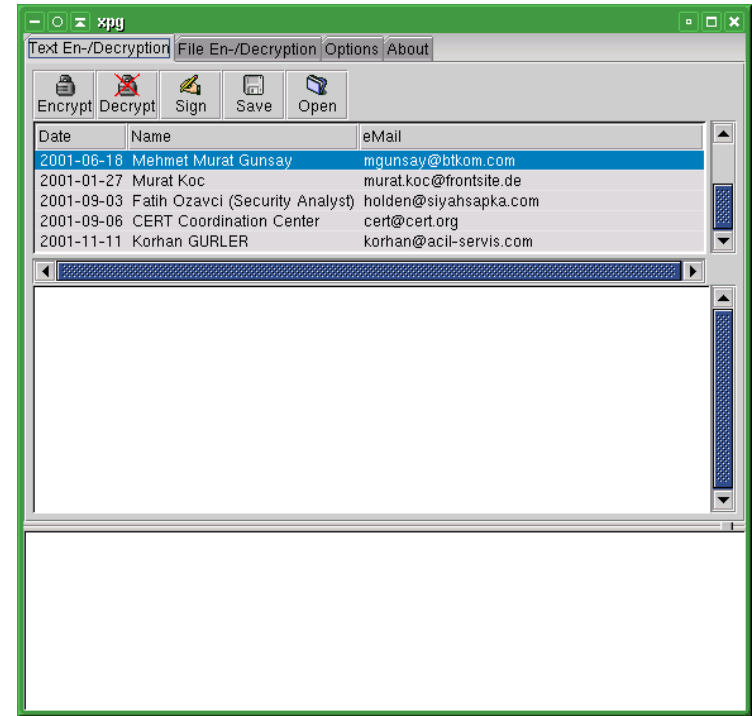 xpg
Text En-/Decryption File En-/Decryption Options About
Encrypt Decrypt Sign Save Open
Date Name eMail
2001-06-18 Mehmet Murat Gunsay mgunsay@btkom.com
2001-01-27 Murat Koc murat.koc@frontsite.de
2001-09-03 Fatih Ozavci (Security Analyst) holden@siyahsapka.com
2001-09-06 CERT Coordination Center cert@cert.org
2001-11-11 Korhan GURLER korhan@acil-servis.com